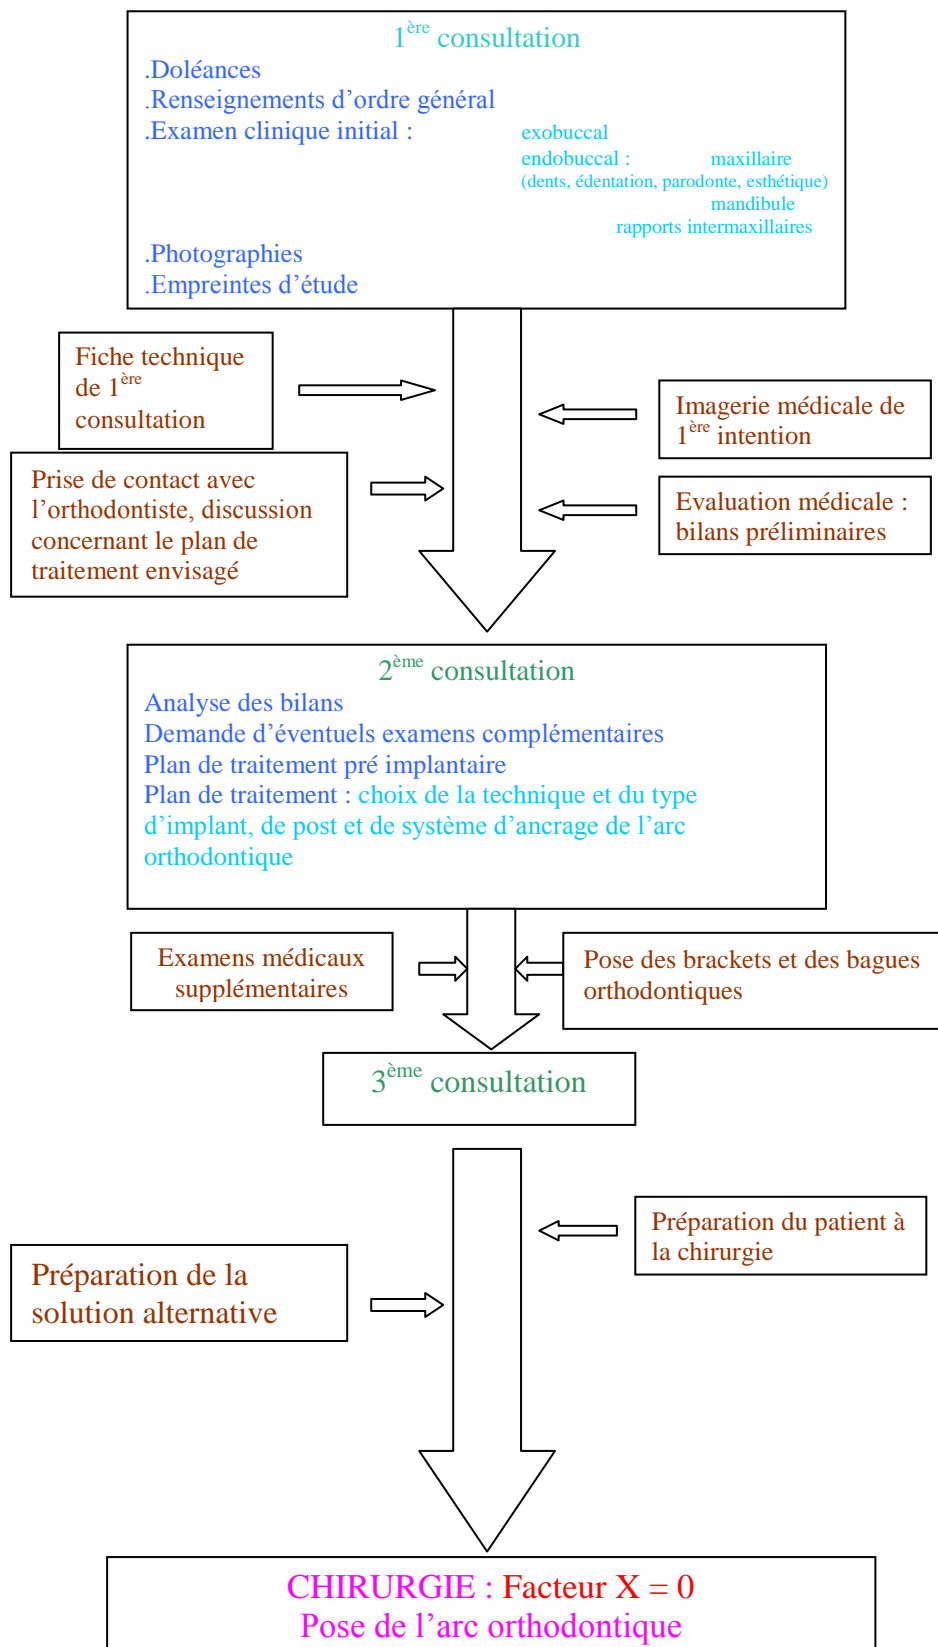 1ère consultation
.Doléances
.Renseignements d’ordre général
.Examen clinique initial : exobuccal
endobuccal : maxillaire
(dents, édentation, parodonte, esthétique)
mandibule
rapports intermaxillaires
.Photographies
.Empreintes d’étude
Fiche technique
de 1ère
consultation
Imagerie médicale de
1ère intention
Prise de contact avec
l’orthodontiste, discussion
concernant le plan de
traitement envisagé
Evaluation médicale :
bilans préliminaires
2ème consultation
Analyse des bilans
Demande d’éventuels examens complémentaires
Plan de traitement pré implantaire
Plan de traitement : choix de la technique et du type
d’implant, de post et de système d’ancrage de l’arc
orthodontique
Examens médicaux
supplémentaires
Pose des brackets et des bagues
orthodontiques
3ème consultation
Préparation du patient à
la chirurgie
Préparation de la
solution alternative
CHIRURGIE : Facteur X = 0
Pose de l’arc orthodontique